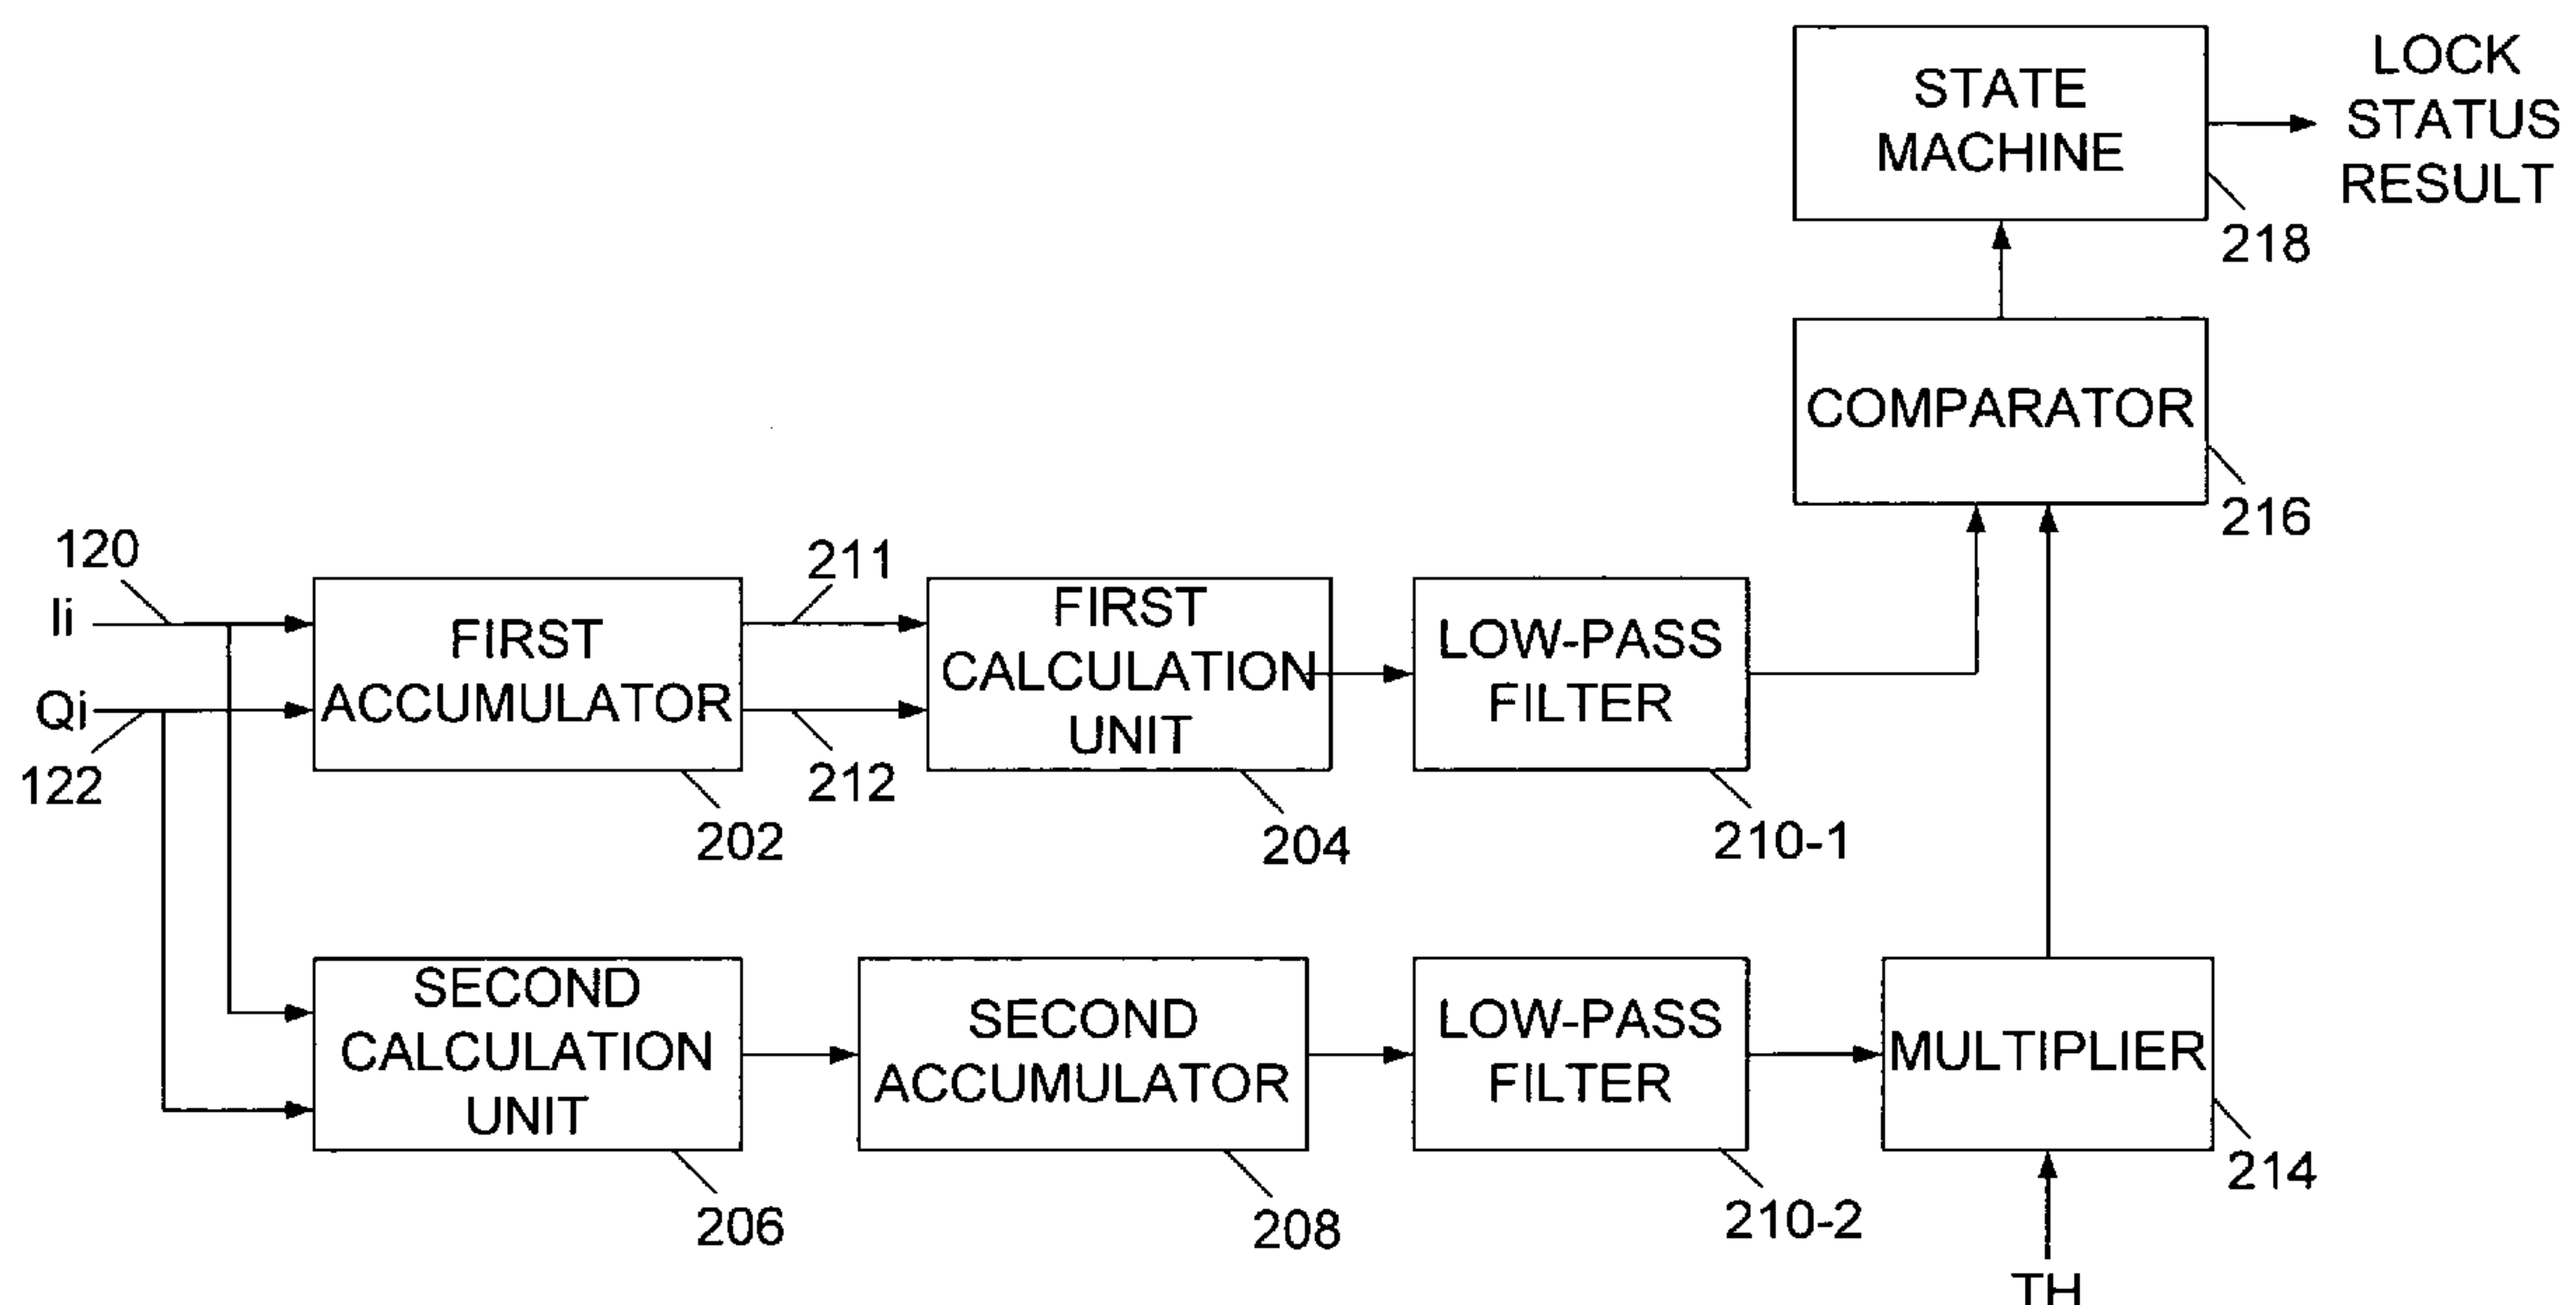 LOCK
STATUS
RESULT
STATE
MACHINE
218
COMPARATOR
216
120
Ii
Qi
122
FIRST
ACCUMULATOR
202
211
212
FIRST
CALCULATION
UNIT
204
LOW-PASS
FILTER
210-1
SECOND
CALCULATION
UNIT
206
SECOND
ACCUMULATOR
208
LOW-PASS
FILTER
210-2
MULTIPLIER
214
TH